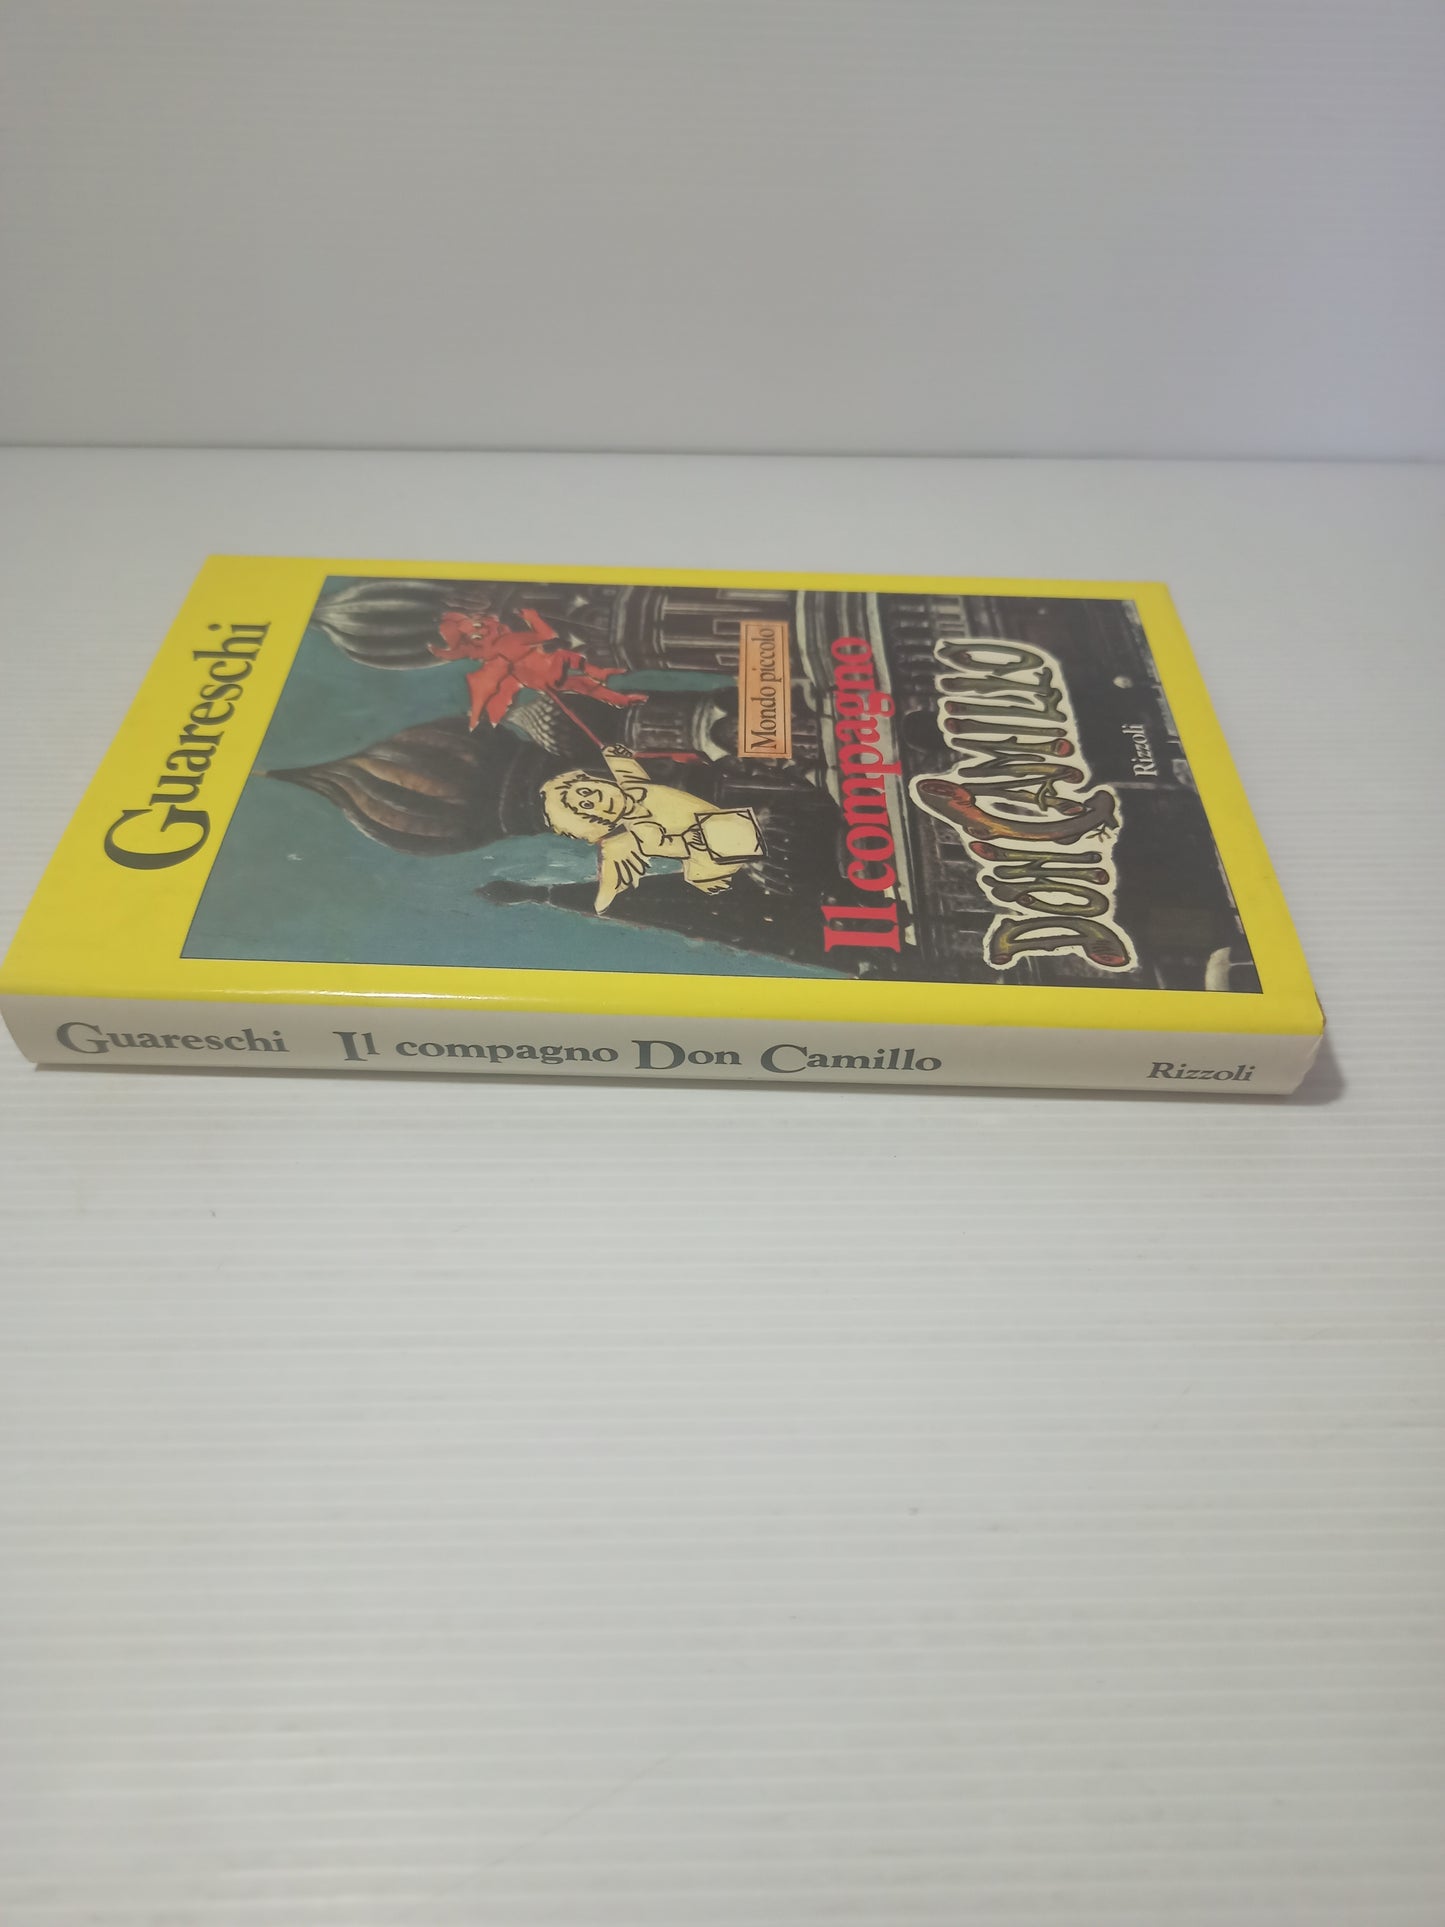 Guareschi
Mondo piccolo
Il compagno
DON CAMILLO
Rizzoli
Guareschi Il compagno Don Camillo Rizzoli